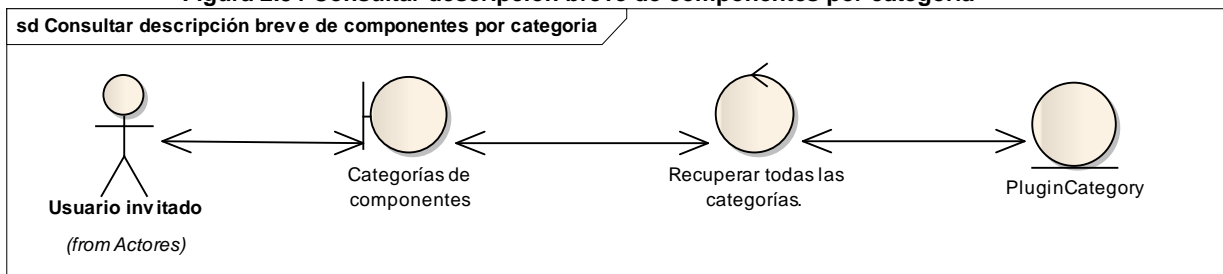 sd Consultar descripción breve de componentes por categoria
Usuario invitado
(from Actores)
Categorías de
componentes
Recuperar todas las
categorías.
PluginCategory